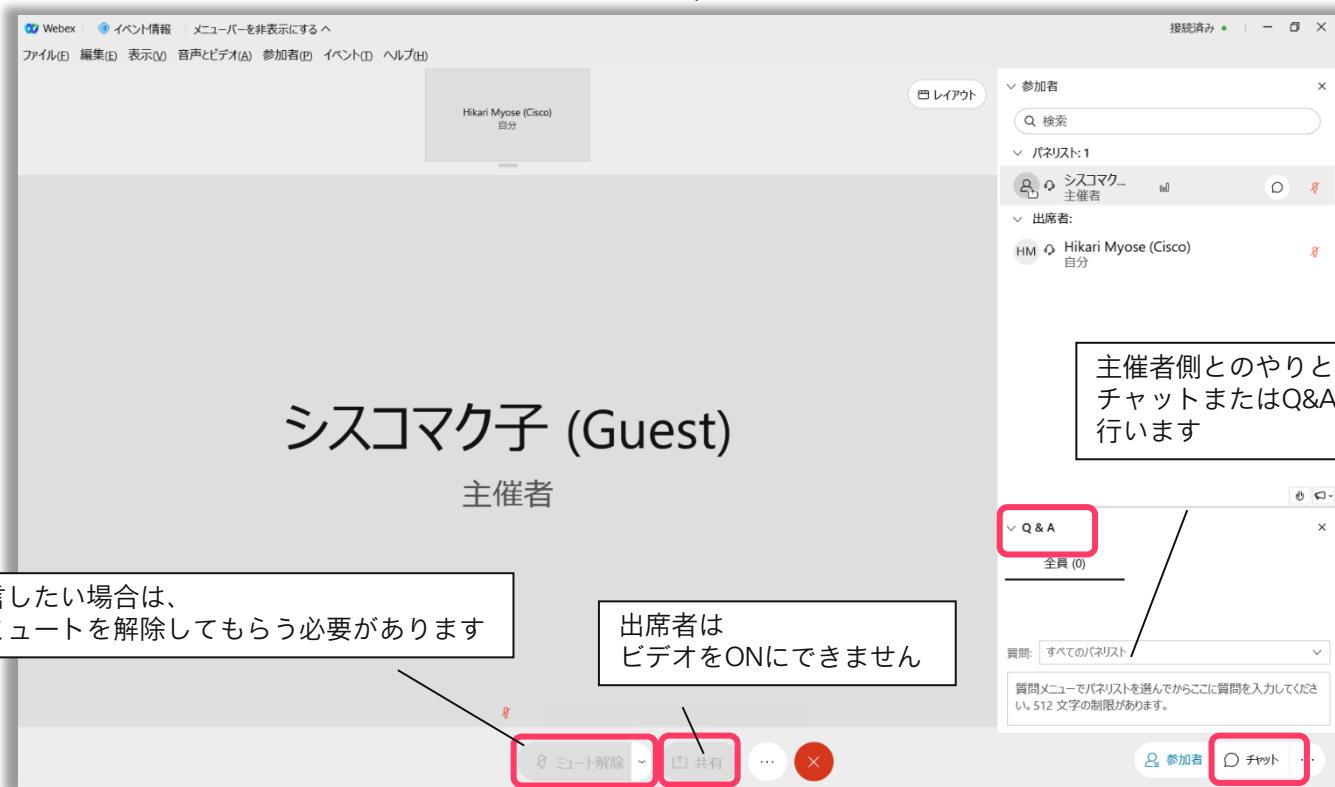 Webex
イベント情報
メニューバーを非表示にする
接続済み
ファイル(F) 編集(E) 表示(V) 音声とビデオ(A) 参加者(P) イベント(T) ヘルプ(H)
Hikari Myose (Cisco)
自分
レイアウト
参加者
検索
パネリスト: 1
シスコマク...
主催者
出席者:
HM
Hikari Myose (Cisco)
自分
主催者側とのやりと
チャットまたはQ&A
行います
シスコマク子 (Guest)
主催者
Q & A
全員 (0)
言したい場合は、
ミュートを解除してもらう必要があります
出席者は
ビデオをONにできません
質問: すべてのパネリスト
質問メニューでパネリストを選んでからここに質問を入力してくださ
い。512 文字の制限があります。
ミュート解除
共有
参加者
チャット